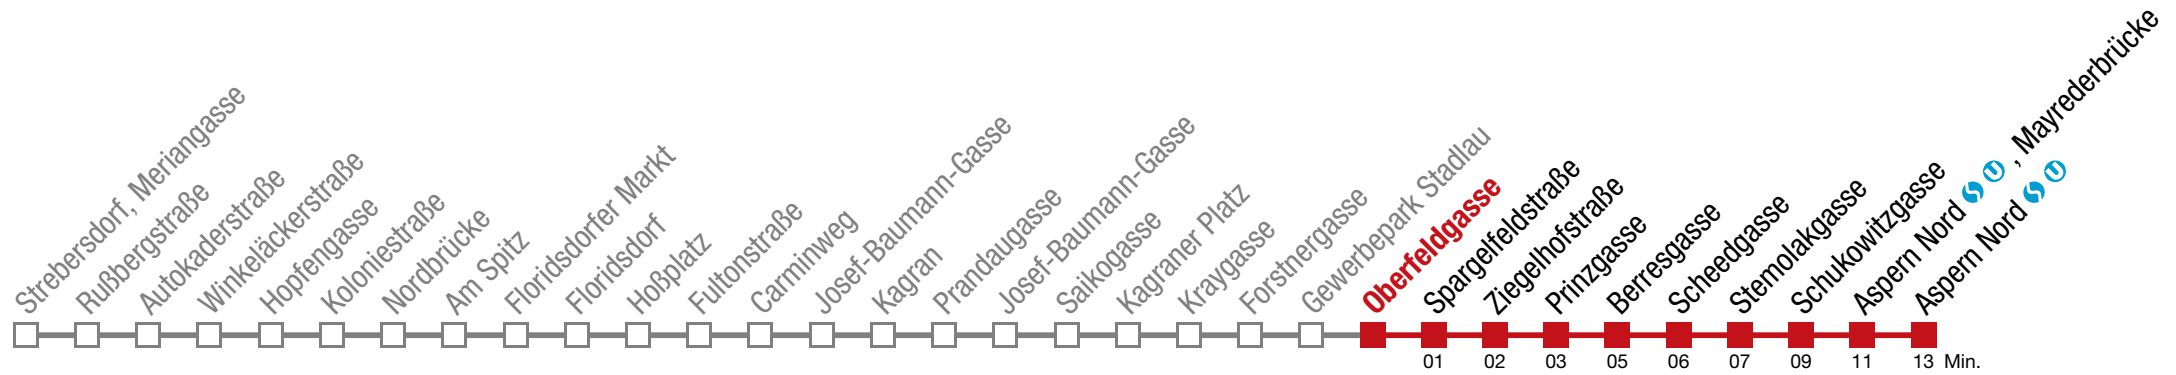 Strebersdorf, Meriangasse
Rußbergstraße
Autokaderstraße
Winkeläckerstraße
Hopfengasse
Koloniestraße
Nordbrücke
Am Spitz
Floridsdorfer Markt
Floridsdorf
Hoßplatz
Fultonstraße
Carminweg
Josef-Baumann-Gasse
Kagran
Prandaugasse
Josef-Baumann-Gasse
Saikogasse
Kagraner Platz
Kraygasse
Forstnergasse
Gewerbepark Stadlau
Oberfeldgasse
Spargelfeldstraße
Ziegelhofstraße
Prinzgasse
Berresgasse
Scheedgasse
Stemolakgasse
Schukowitzgasse
Aspern Nord S U, Mayrederbrücke
Aspern Nord S U
01 02 03 05 06 07 09 11 13 Min.